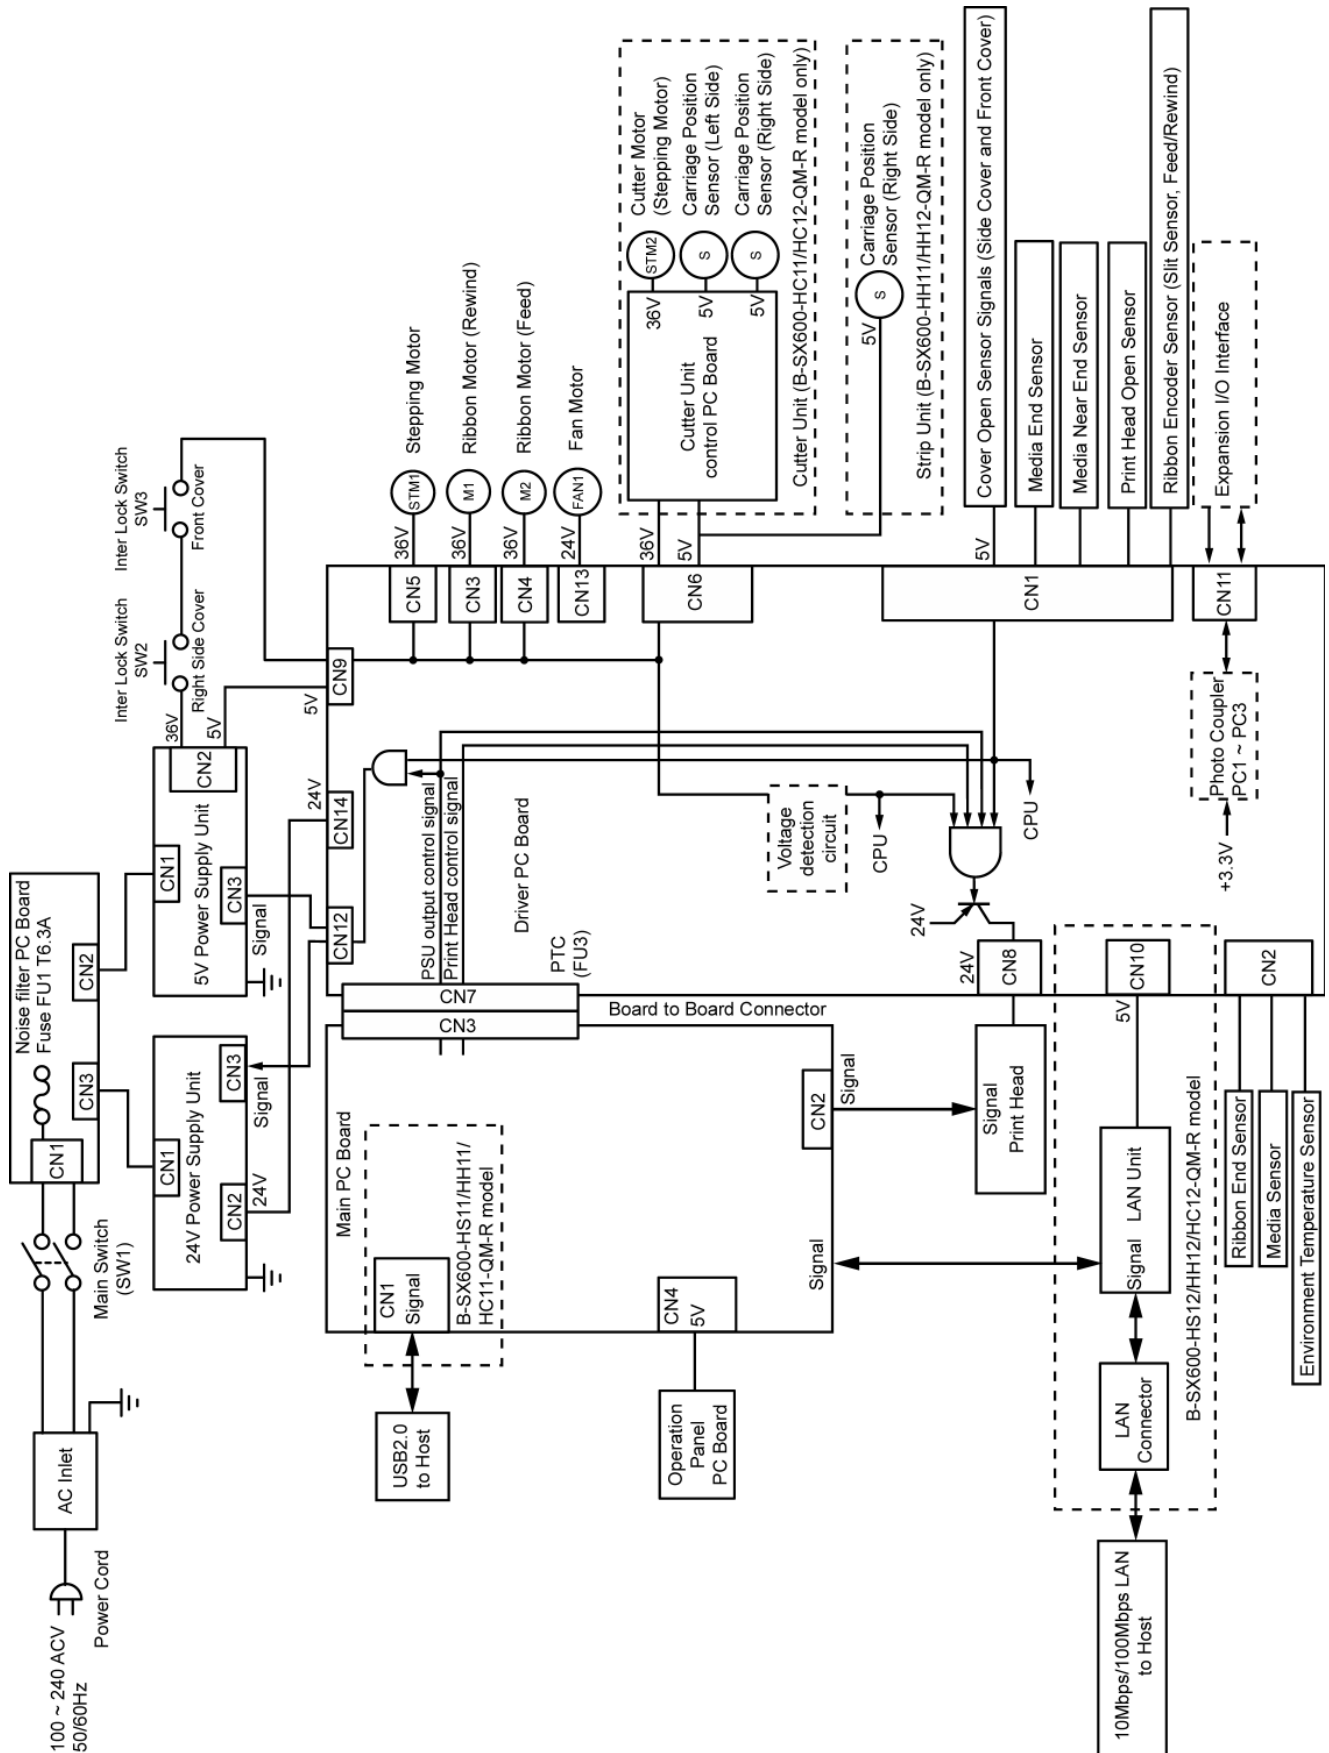 100 ~ 240 ACV
50/60Hz
Power Cord
AC Inlet
Main Switch
(SW1)
Noise filter PC Board
Fuse FU1 T6.3A
CN1
CN3
CN2
24V Power Supply Unit
CN1
CN2
24V
CN3
Signal
5V Power Supply Unit
CN1
CN3
Signal
CN2
36V
5V
Inter Lock Switch
SW2
Right Side Cover
Inter Lock Switch
SW3
Front Cover
CN12
CN14
24V
CN9
5V
CN5
36V
STM1
Stepping Motor
CN3
36V
M1
Ribbon Motor (Rewind)
CN4
36V
M2
Ribbon Motor (Feed)
CN13
24V
FAN1
Fan Motor
CN6
36V
5V
Cutter Unit
control PC Board
36V
5V
5V
STM2
S
S
Cutter Motor
(Stepping Motor)
Carriage Position
Sensor (Left Side)
Carriage Position
Sensor (Right Side)
Cutter Unit (B-SX600-HC11/HC12-QM-R model only)
5V
S
Carriage Position
Sensor (Right Side)
Strip Unit (B-SX600-HH11/HH12-QM-R model only)
CN1
5V
Cover Open Sensor Signals (Side Cover and Front Cover)
Media End Sensor
Media Near End Sensor
Print Head Open Sensor
Ribbon Encoder Sensor (Slit Sensor, Feed/Rewind)
CN11
Expansion I/O Interface
Photo Coupler
PC1 ~ PC3
+3.3V
PSU output control signal
Print Head control signal
Driver PC Board
PTC
(FU3)
CN7
CN3
Board to Board Connector
Voltage
detection
circuit
CPU
CPU
24V
24V
CN8
5V
CN10
CN2
Main PC Board
CN1
Signal
B-SX600-HS11/HH11/
HC11-QM-R model
USB2.0
to Host
CN4
5V
Operation
Panel
PC Board
CN2
Signal
Signal
Signal
Print Head
Signal
LAN Unit
LAN
Connector
B-SX600-HS12/HH12/HC12-QM-R model
10Mbps/100Mbps LAN
to Host
Ribbon End Sensor
Media Sensor
Environment Temperature Sensor